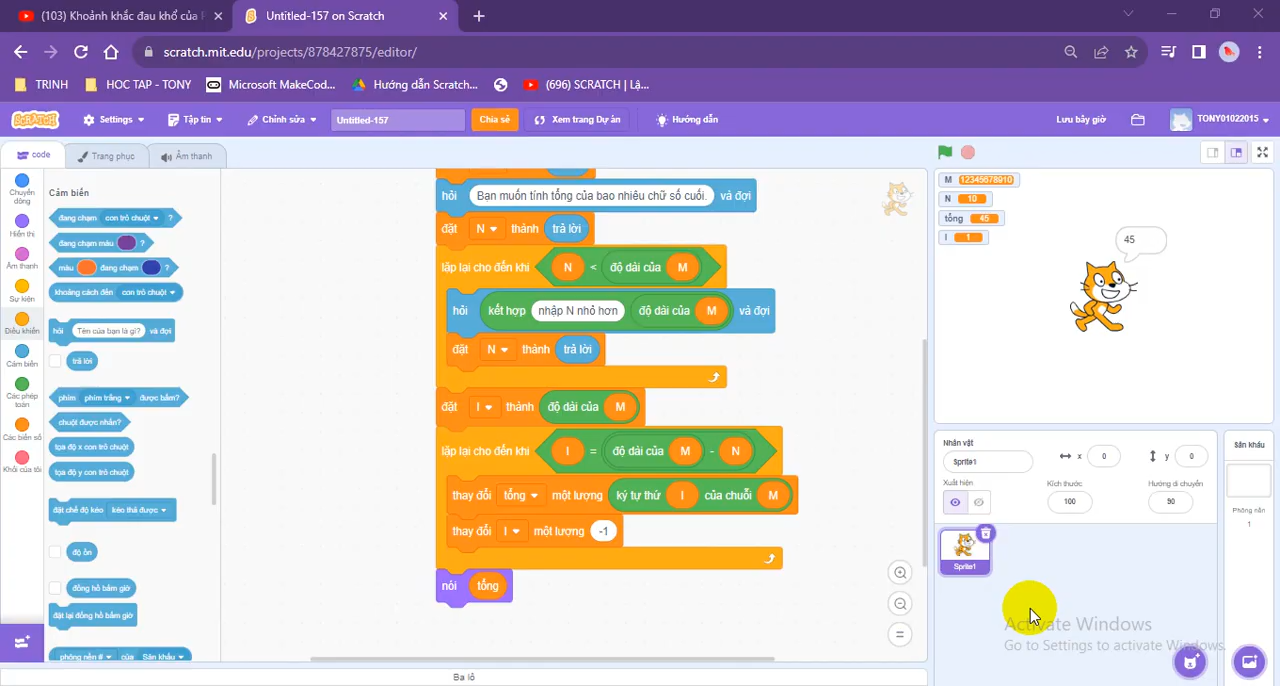 (103) Khoảnh khắc đau khổ của
Untitled-157 on Scratch
scratch.mit.edu/projects/878427875/editor/
TRINH
HOC TAP - TONY
Microsoft MakeCod...
Hướng dẫn Scratch...
(696) SCRATCH | Lậ...
SCRATCH
Settings
Tập tin
Chỉnh sửa
Untitled-157
Chia sẻ
Xem trang Dự án
Hướng dẫn
Lưu bây giờ
TONY01022015
code
Trang phục
Âm thanh
Chuyển động
Hiển thị
Âm thanh
Sự kiện
Điều khiển
Cảm biến
Các phép toán
Các biến số
Khối của tôi
Cảm biến
đang chạm con trỏ chuột ?
đang chạm màu ?
màu đang chạm ?
khoảng cách đến con trỏ chuột
hỏi Tên của bạn là gì? và đợi
trả lời
phím phím trắng được bấm?
chuột được nhấn?
tọa độ x con trỏ chuột
tọa độ y con trỏ chuột
đặt chế độ kéo kéo thả được
độ ồn
đồng hồ bấm giờ
đặt lại đồng hồ bấm giờ
phông nền # của Sân khấu
hỏi Bạn muốn tính tổng của bao nhiêu chữ số cuối. và đợi
đặt N thành trả lời
lặp lại cho đến khi N < độ dài của M
hỏi kết hợp nhập N nhỏ hơn độ dài của M và đợi
đặt N thành trả lời
đặt I thành độ dài của M
lặp lại cho đến khi I = độ dài của M - N
thay đổi tổng một lượng ký tự thứ I của chuỗi M
thay đổi I một lượng -1
nói tổng
M 12345678910
N 10
tổng 45
I 1
45
Nhân vật
Sprite1
x 0
y 0
Xuất hiện
Kích thước
100
Hướng di chuyển
90
Sprite1
Sân khấu
Phông nền
1
Activate Windows
Go to Settings to activate Windows.
Ba lô